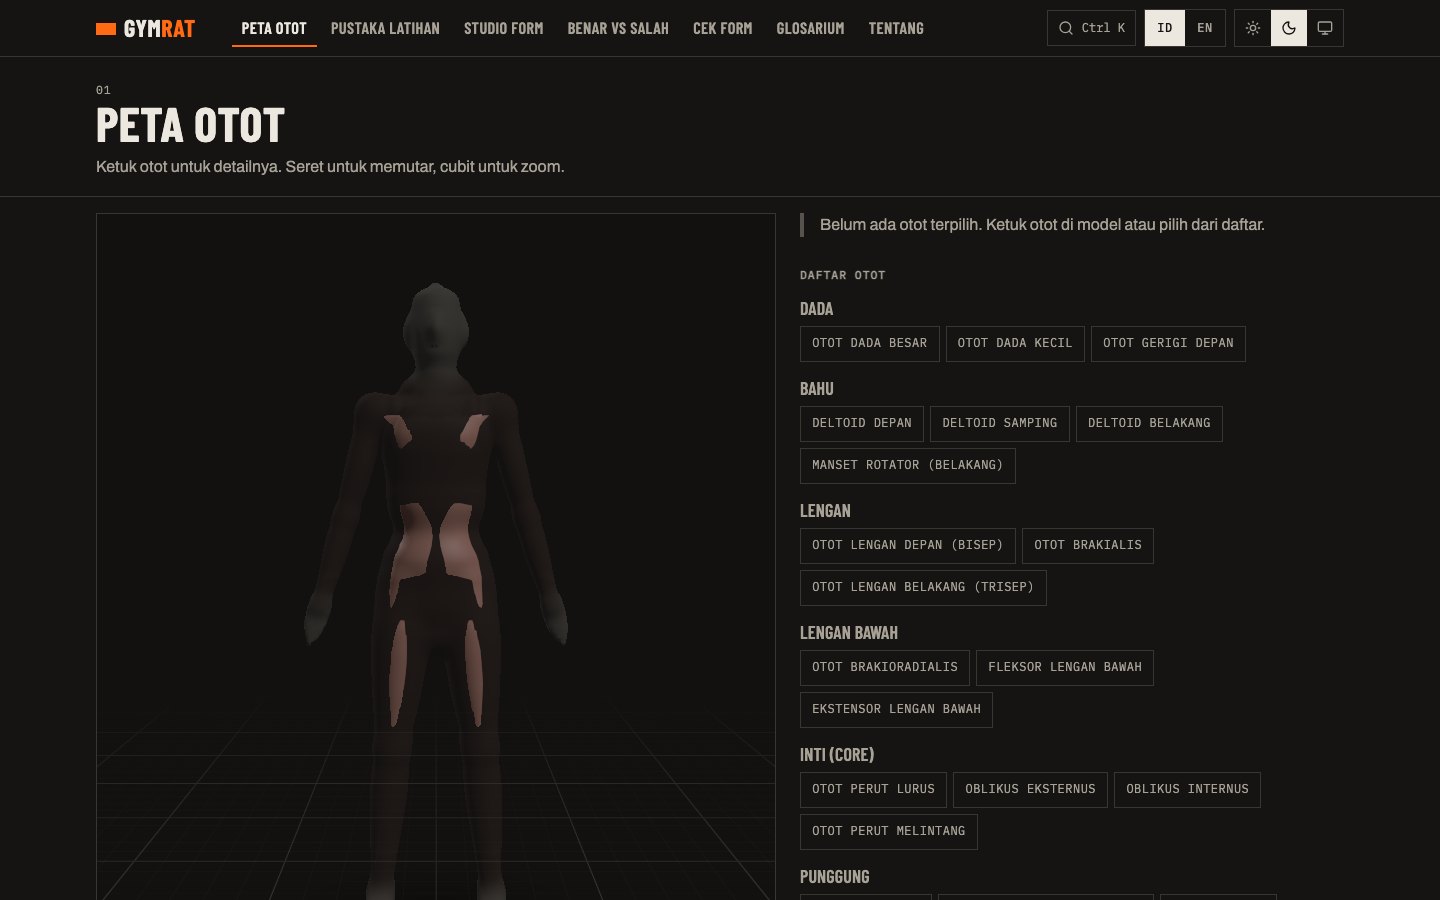 GYMRAT PETA OTOT PUSTAKA LATIHAN STUDIO FORM BENAR VS SALAH CEK FORM GLOSARIUM TENTANG Ctrl K ID EN
01
PETA OTOT
Ketuk otot untuk detailnya. Seret untuk memutar, cubit untuk zoom.
Belum ada otot terpilih. Ketuk otot di model atau pilih dari daftar.
DAFTAR OTOT
DADA
OTOT DADA BESAR OTOT DADA KECIL OTOT GERIGI DEPAN
BAHU
DELTOID DEPAN DELTOID SAMPING DELTOID BELAKANG
MANSET ROTATOR (BELAKANG)
LENGAN
OTOT LENGAN DEPAN (BISEP) OTOT BRAKIALIS
OTOT LENGAN BELAKANG (TRISEP)
LENGAN BAWAH
OTOT BRAKIORADIALIS FLEKSOR LENGAN BAWAH
EKSTENSOR LENGAN BAWAH
INTI (CORE)
OTOT PERUT LURUS OBLIKUS EKSTERNUS OBLIKUS INTERNUS
OTOT PERUT MELINTANG
PUNGGUNG